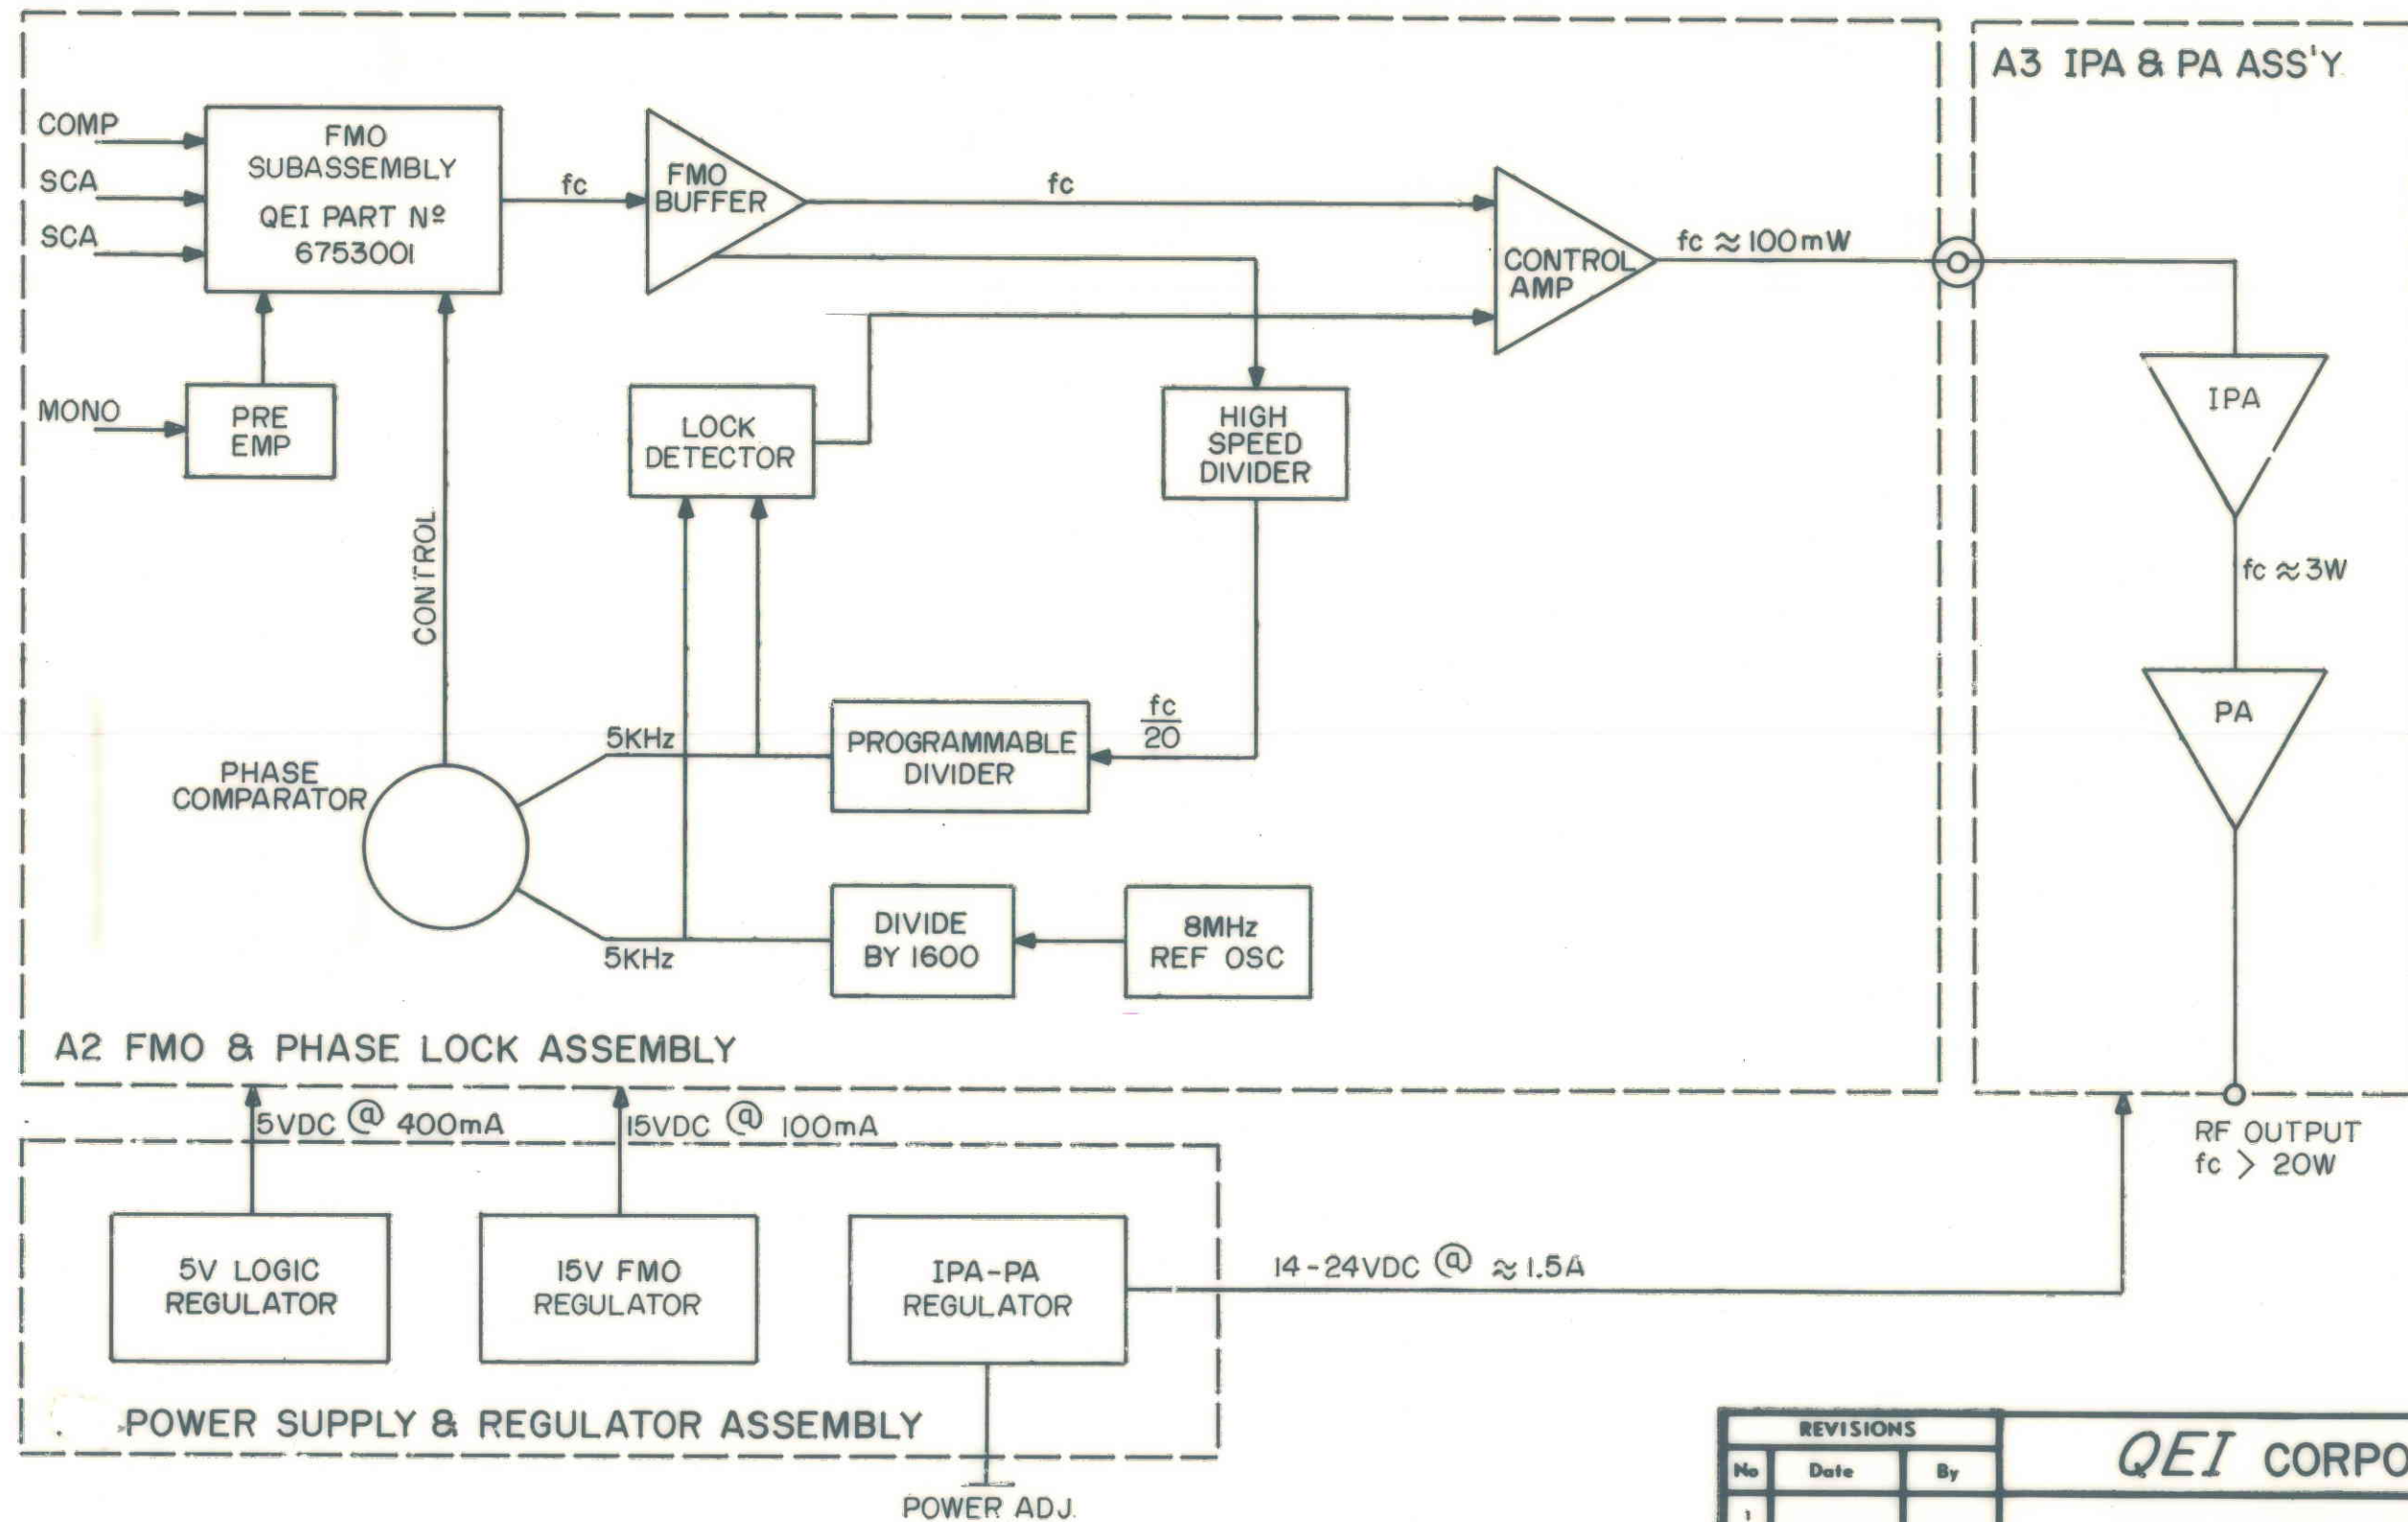 A3 IPA & PA ASS'Y
COMP
SCA
SCA
FMO
SUBASSEMBLY
QEI PART Nº
6753001
fc
FMO
BUFFER
fc
CONTROL
AMP
fc ≈ 100mW
MONO
PRE
EMP
LOCK
DETECTOR
HIGH
SPEED
DIVIDER
IPA
CONTROL
fc ≈ 3W
PHASE
COMPARATOR
5KHz
PROGRAMMABLE
DIVIDER
fc
20
PA
5KHz
DIVIDE
BY 1600
8MHz
REF OSC
A2 FMO & PHASE LOCK ASSEMBLY
5VDC @ 400mA
15VDC @ 100mA
RF OUTPUT
fc > 20W
5V LOGIC
REGULATOR
15V FMO
REGULATOR
IPA-PA
REGULATOR
14-24VDC @ ≈ 1.5A
POWER SUPPLY & REGULATOR ASSEMBLY
POWER ADJ.
REVISIONS
No Date By
1
QEI CORPO